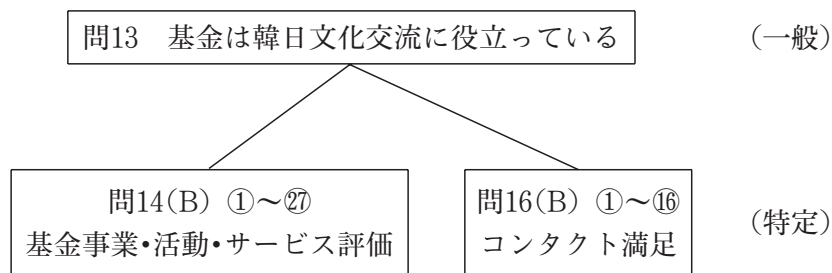 問13 基金は韓日文化交流に役立っている
(一般)
問14(B) ①~㉗
基金事業・活動・サービス評価
問16(B) ①~⑯
コンタクト満足
(特定)